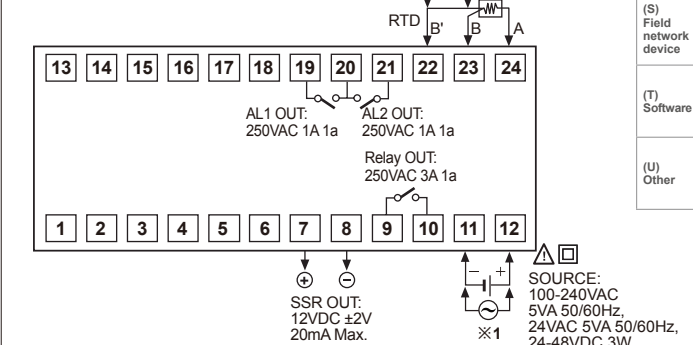 RTD
B'
B
A
13 14 15 16 17 18 19 20 21 22 23 24
AL1 OUT:
250VAC 1A 1a
AL2 OUT:
250VAC 1A 1a
Relay OUT:
250VAC 3A 1a
1 2 3 4 5 6 7 8 9 10 11 12
SSR OUT:
12VDC ±2V
20mA Max.
※1
SOURCE:
100-240VAC
5VA 50/60Hz,
24VAC 5VA 50/60Hz,
24-48VDC 3W
(S)
Field
network
device
(T)
Software
(U)
Other